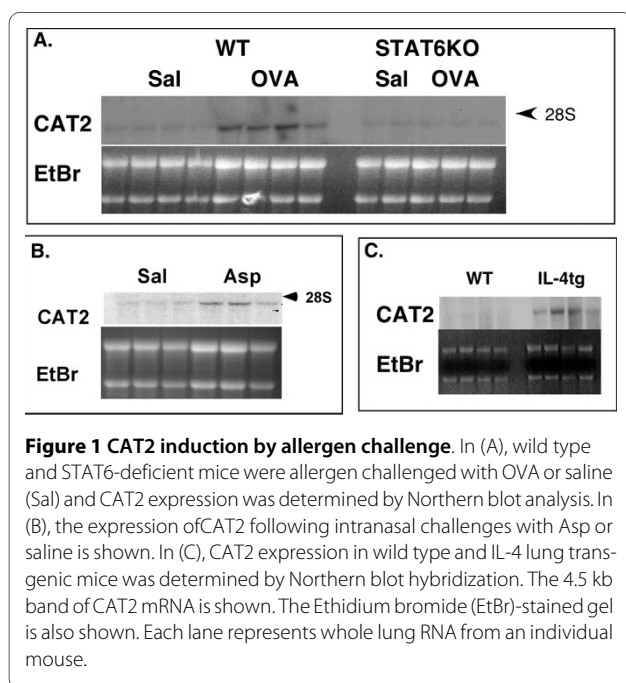 A.
WT STAT6KO
Sal OVA Sal OVA
CAT2
28S
EtBr
B.
Sal Asp
CAT2
28S
EtBr
C.
WT IL-4tg
CAT2
EtBr
Figure 1 CAT2 induction by allergen challenge. In (A), wild type
and STAT6-deficient mice were allergen challenged with OVA or saline
(Sal) and CAT2 expression was determined by Northern blot analysis. In
(B), the expression ofCAT2 following intranasal challenges with Asp or
saline is shown. In (C), CAT2 expression in wild type and IL-4 lung trans-
genic mice was determined by Northern blot hybridization. The 4.5 kb
band of CAT2 mRNA is shown. The Ethidium bromide (EtBr)-stained gel
is also shown. Each lane represents whole lung RNA from an individual
mouse.